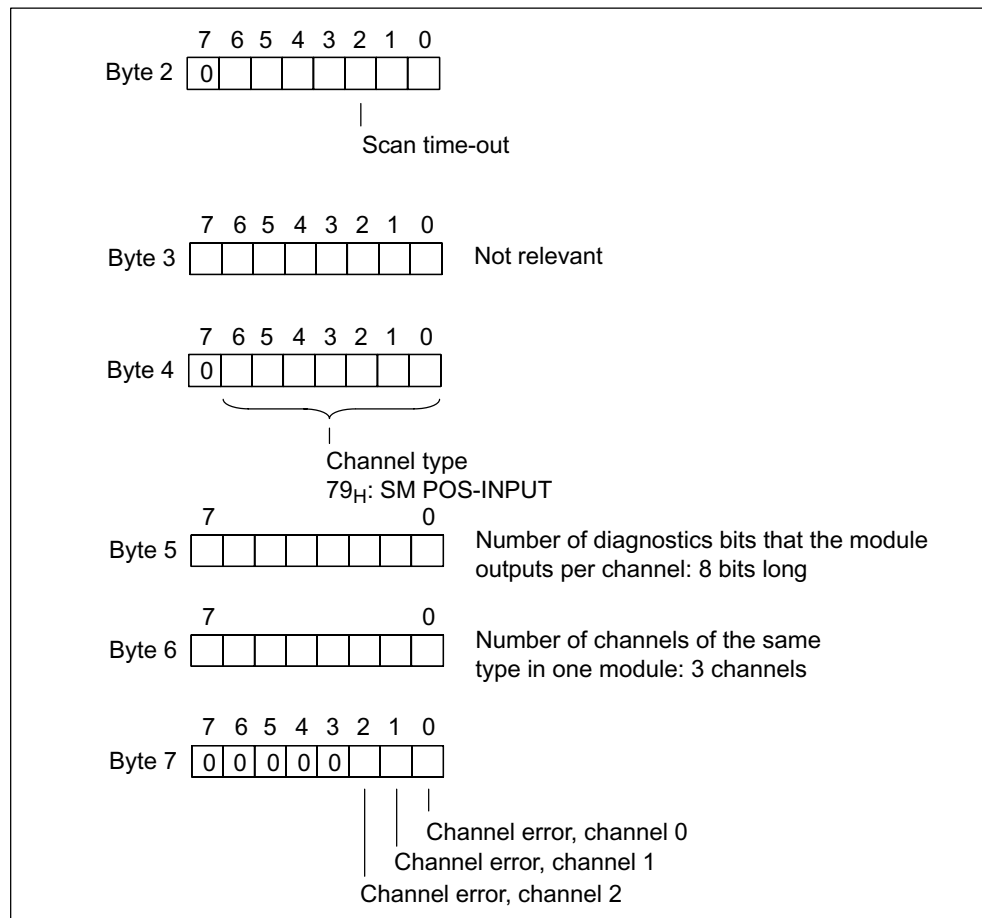 7 6 5 4 3 2 1 0
Byte 2 0
Scan time-out
7 6 5 4 3 2 1 0
Byte 3 Not relevant
7 6 5 4 3 2 1 0
Byte 4 0
Channel type
79H: SM POS-INPUT
7 0
Byte 5 Number of diagnostics bits that the module
outputs per channel: 8 bits long
7 0
Byte 6 Number of channels of the same
type in one module: 3 channels
7 6 5 4 3 2 1 0
Byte 7 0 0 0 0 0
Channel error, channel 0
Channel error, channel 1
Channel error, channel 2